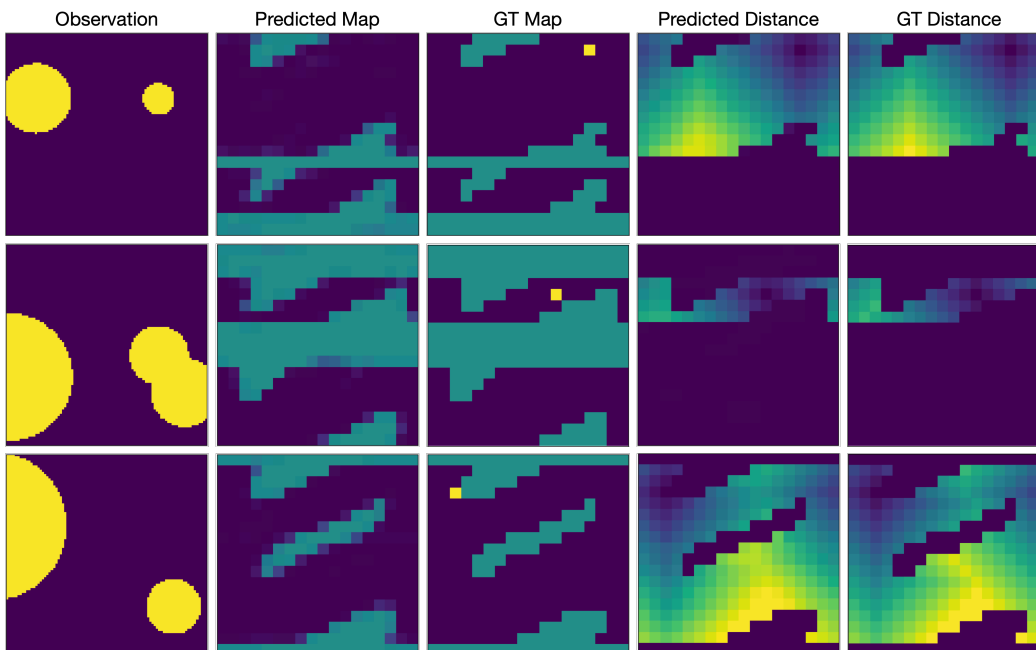 Observation
Predicted Map
GT Map
Predicted Distance
GT Distance